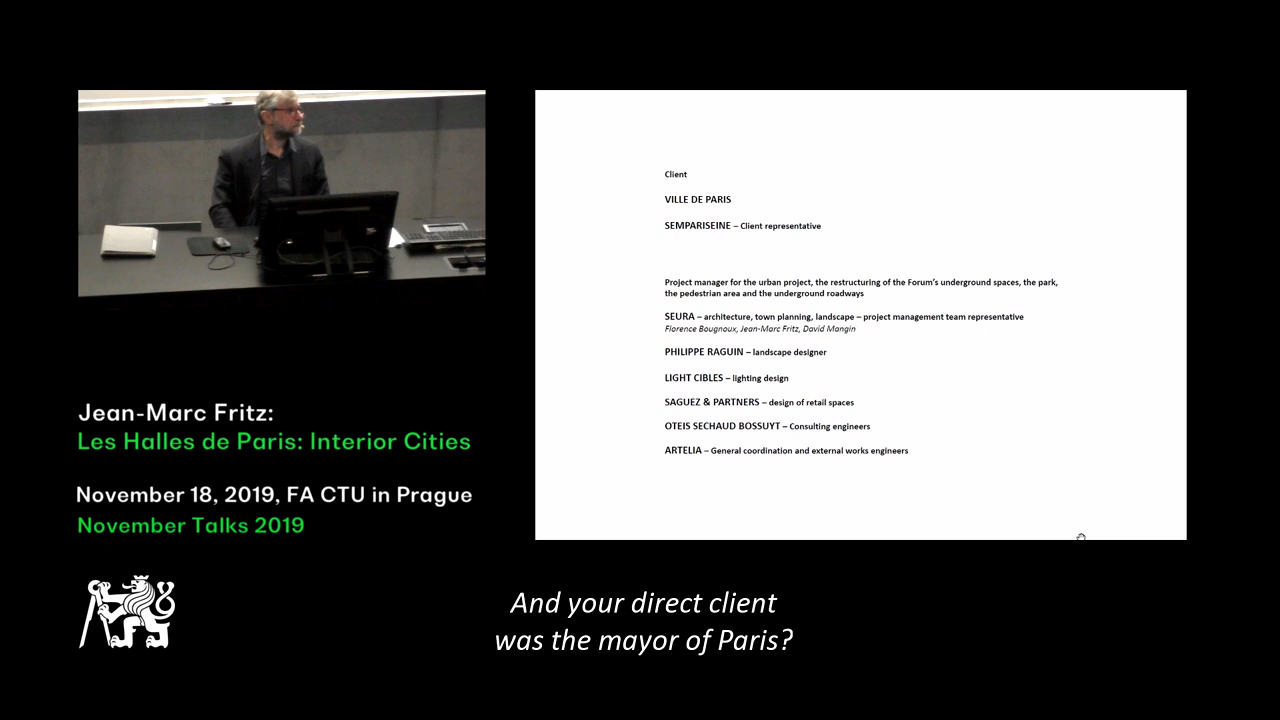 Client
VILLE DE PARIS
SEMPARISEINE – Client representative
Project manager for the urban project, the restructuring of the Forum's underground spaces, the park,
the pedestrian area and the underground roadways
SEURA – architecture, town planning, landscape – project management team representative
Florence Bougnoux, Jean-Marc Fritz, David Mangin
PHILIPPE RAGUIN – landscape designer
LIGHT CIBLES – lighting design
SAGUEZ & PARTNERS – design of retail spaces
OTEIS SECHAUD BOSSUYT – Consulting engineers
ARTELIA – General coordination and external works engineers
Jean-Marc Fritz:
Les Halles de Paris: Interior Cities
November 18, 2019, FA CTU in Prague
November Talks 2019
And your direct client
was the mayor of Paris?